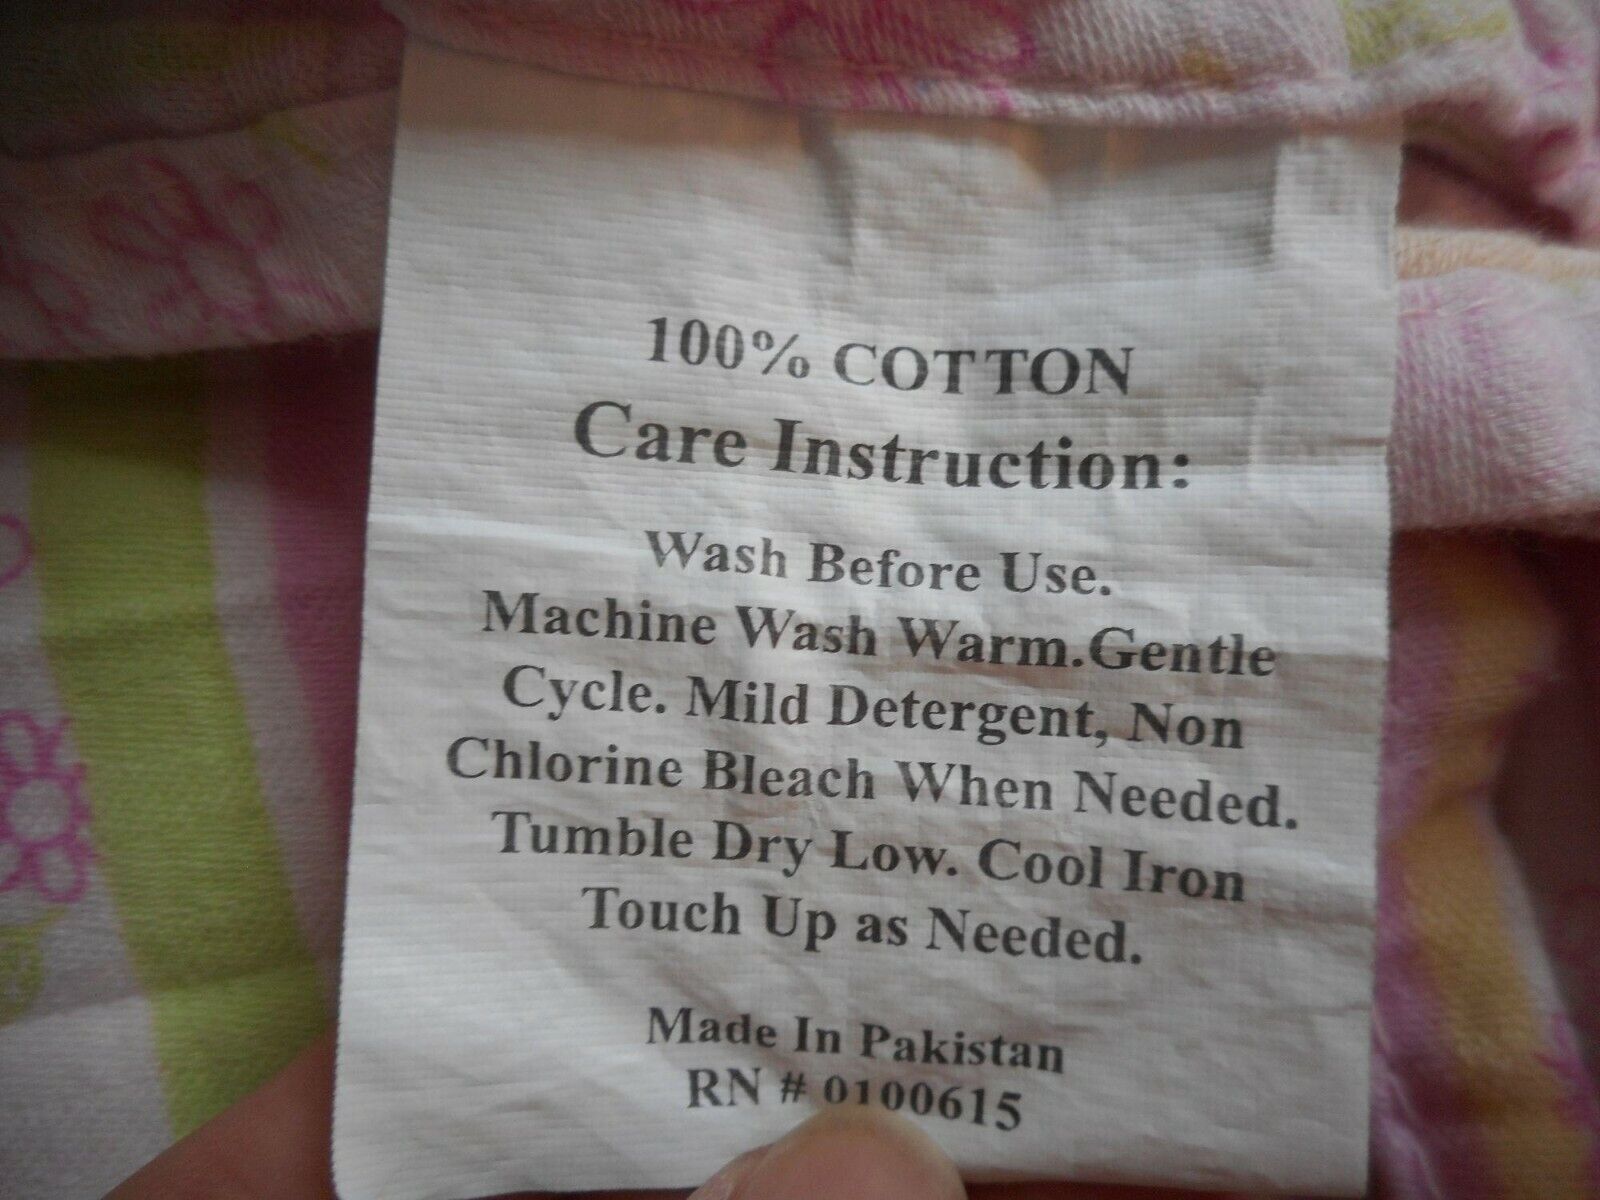 100% COTTON
Care Instruction:
Wash Before Use.
Machine Wash Warm.Gentle
Cycle. Mild Detergent, Non
Chlorine Bleach When Needed.
Tumble Dry Low. Cool Iron
Touch Up as Needed.
Made In Pakistan
RN # 0100615